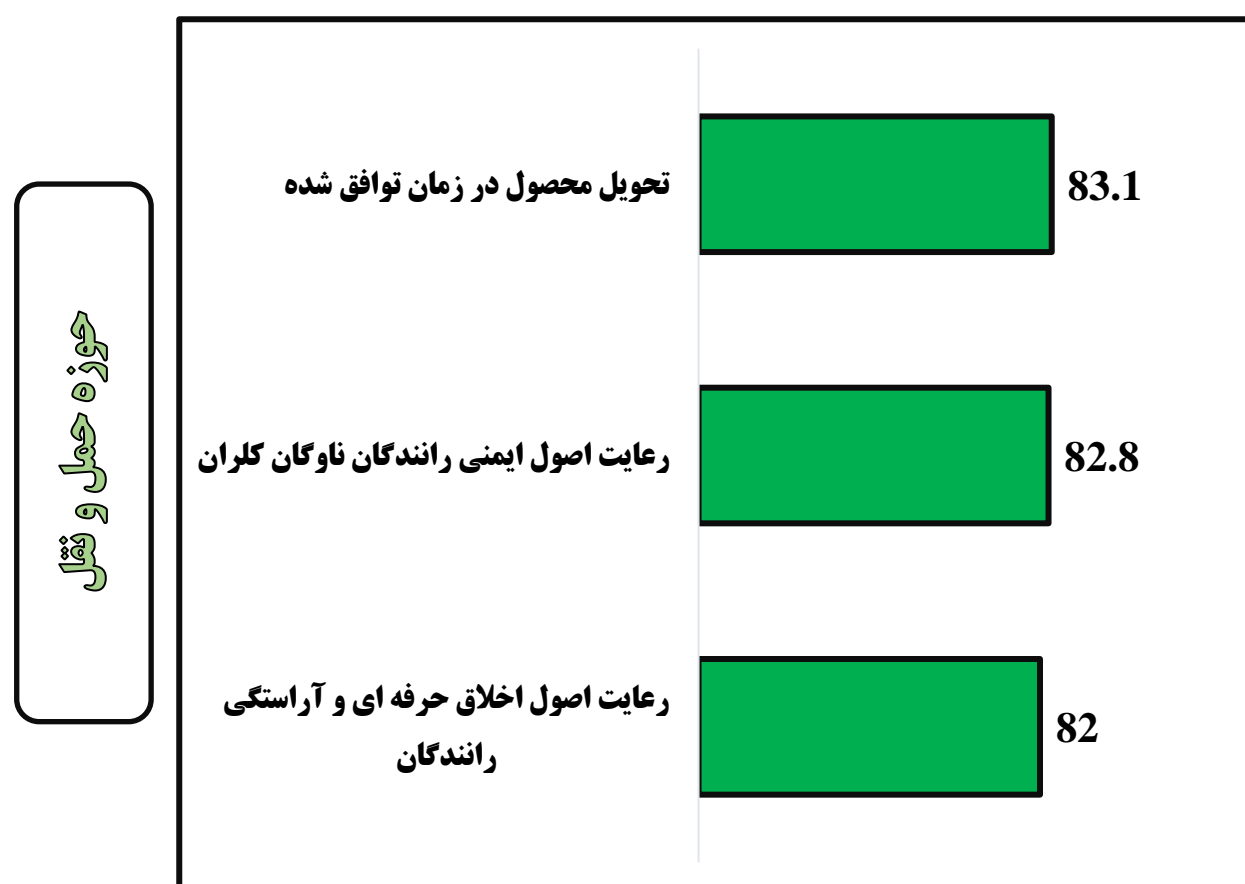 حوزه حمل و نقل
تحویل محصول در زمان توافق شده
83.1
رعایت اصول ایمنی رانندگان ناوگان کلران
82.8
رعایت اصول اخلاق حرفه ای و آراستگی
رانندگان
82